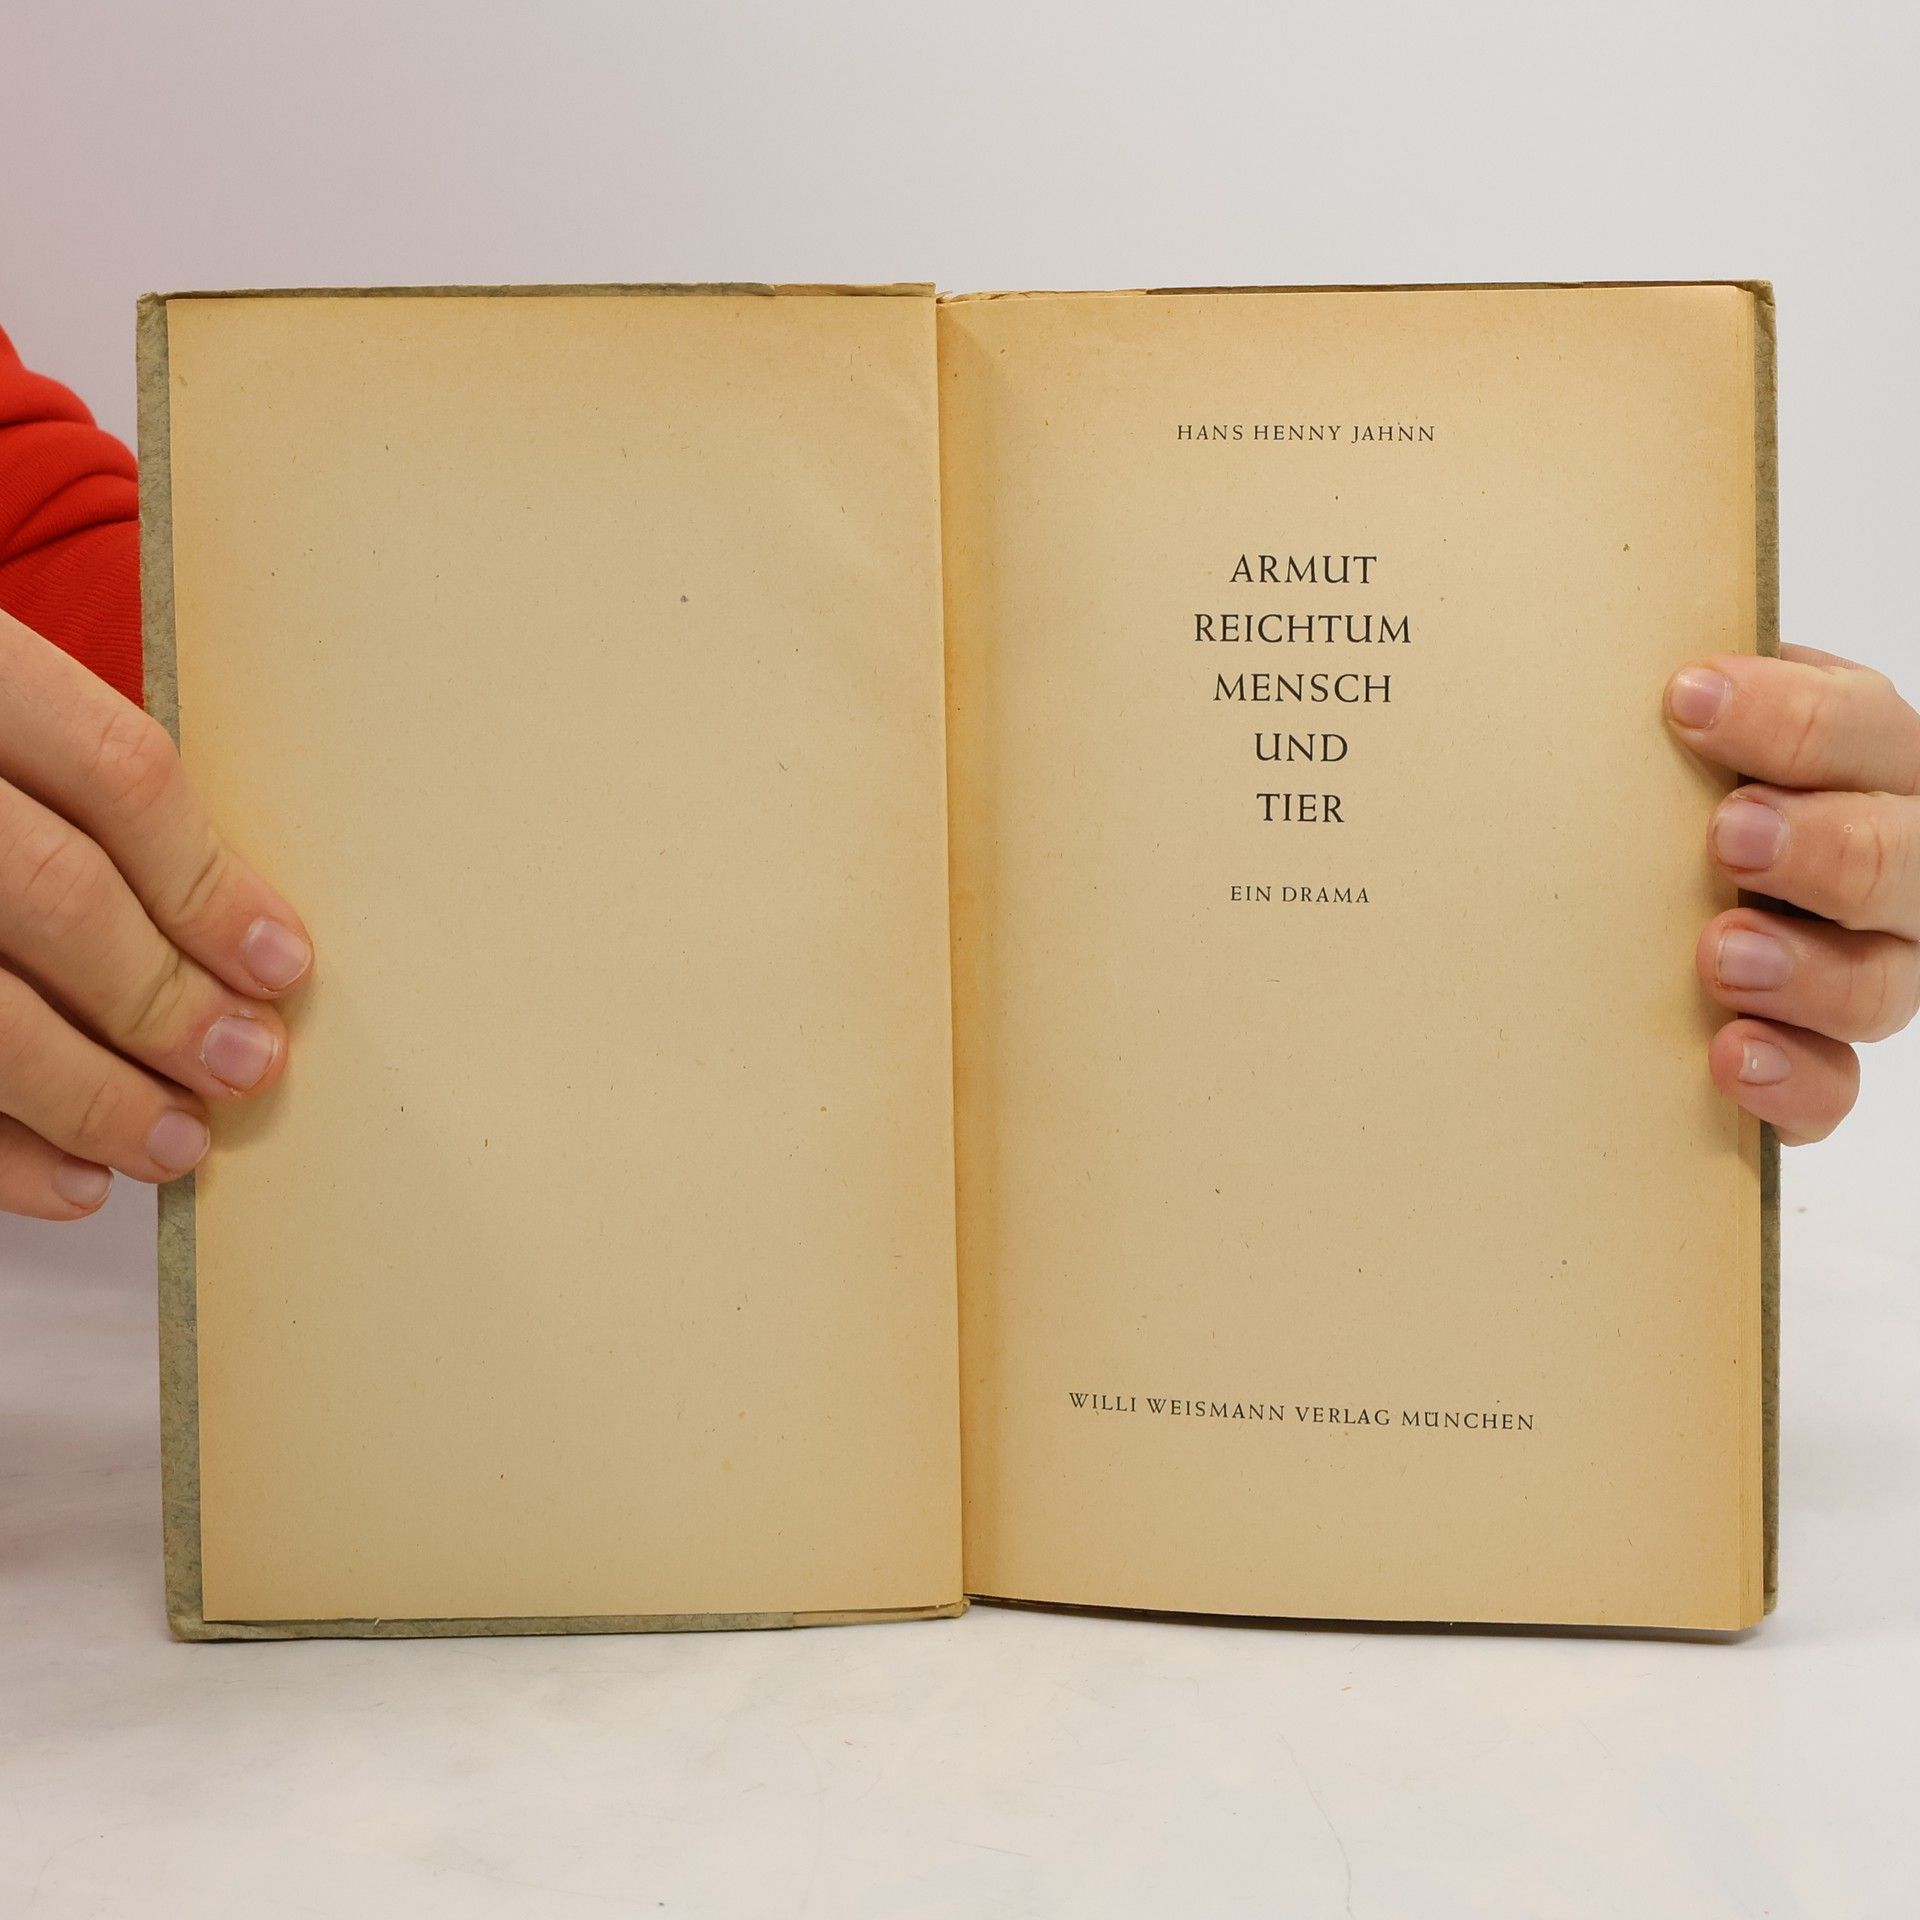 HANS HENNY JAHNN
ARMUT
REICHTUM
MENSCH
UND
TIER
EIN DRAMA
WILLI WEISMANN VERLAG MÜNCHEN